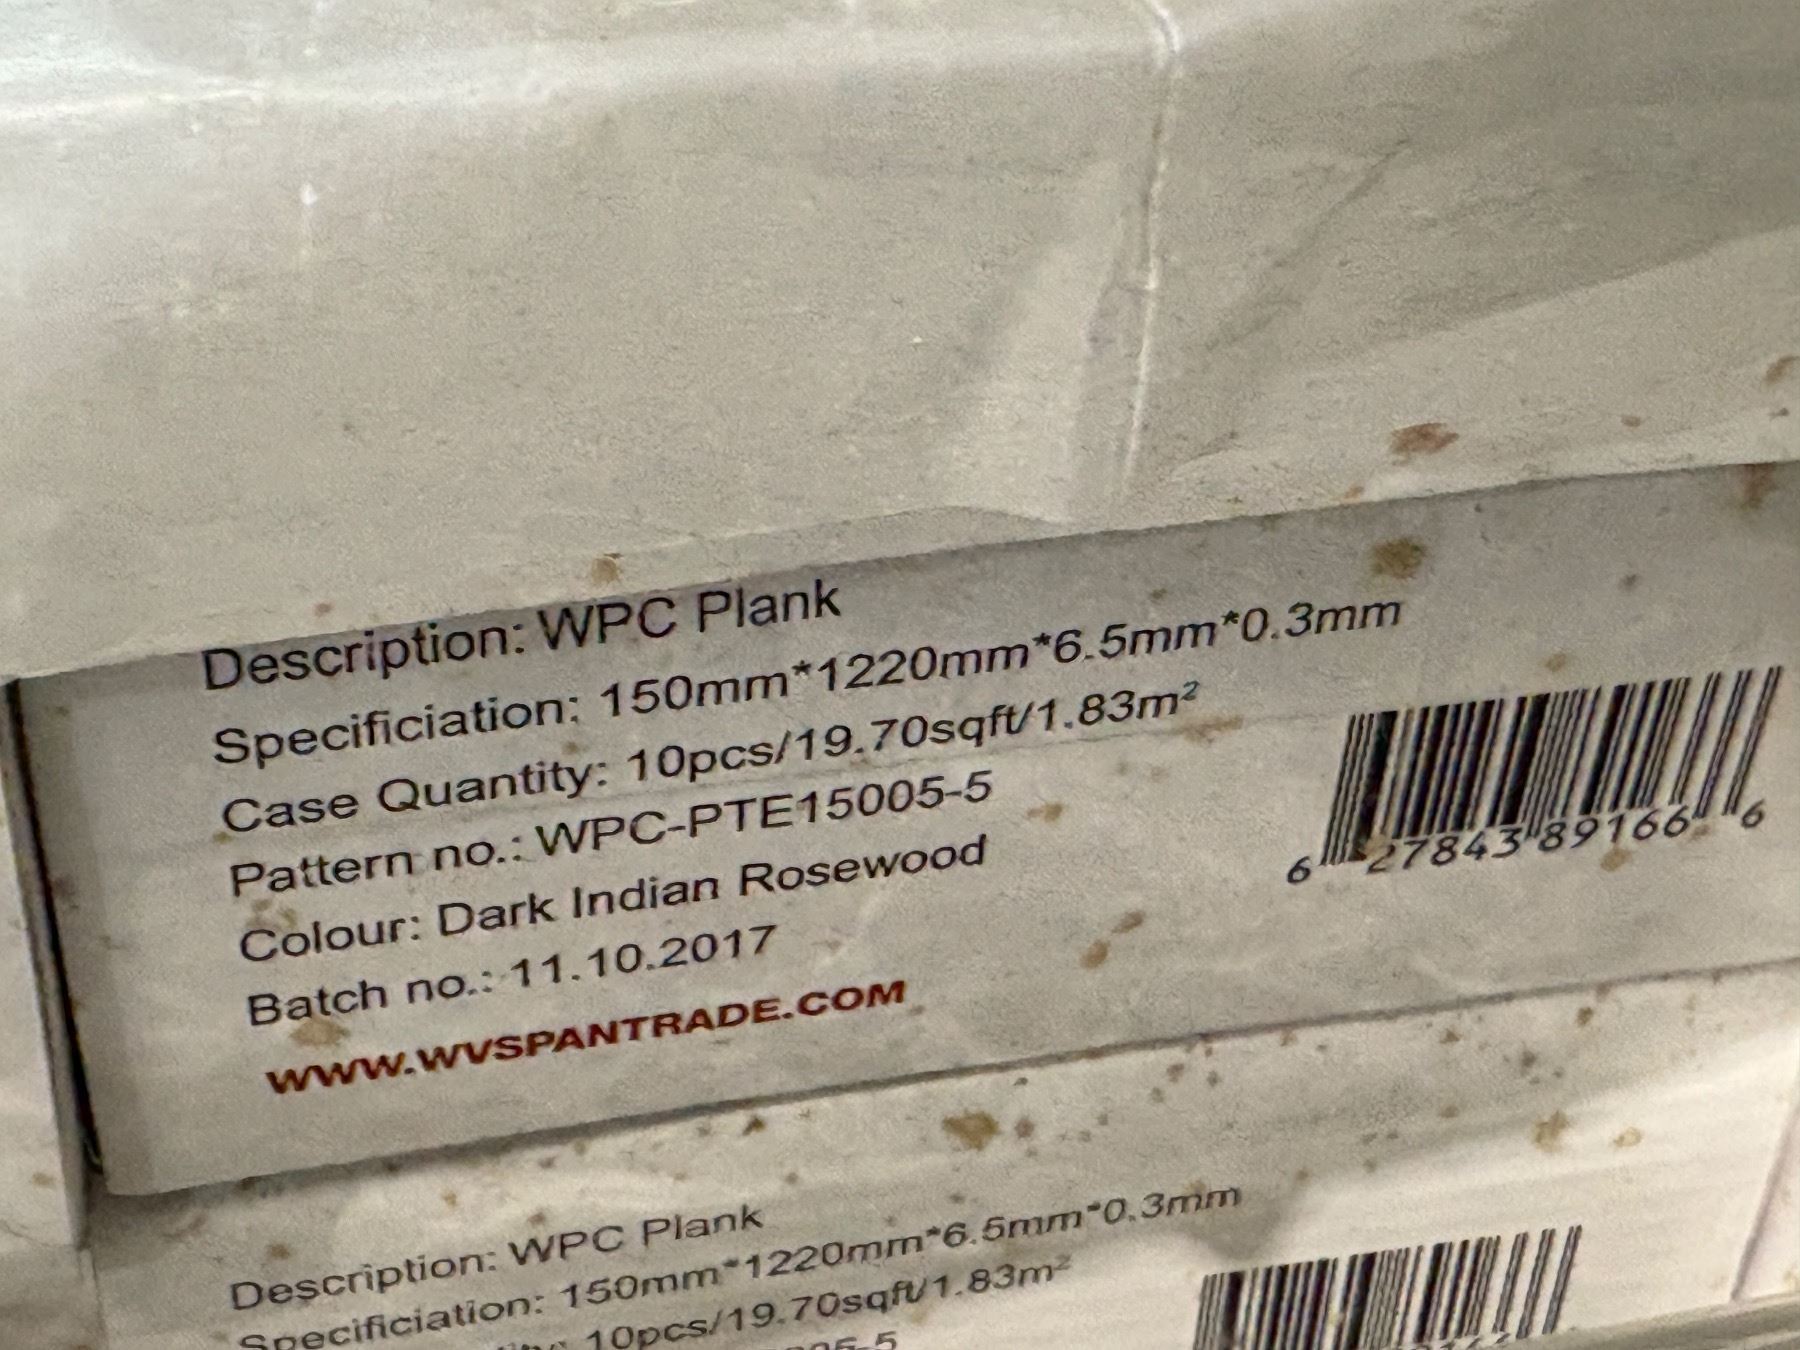 Description: WPC Plank
Specificiation: 150mm*1220mm*6.5mm*0.3mm
Case Quantity: 10pcs/19.70sqft/1.83m²
Pattern no.: WPC-PTE15005-5
Colour: Dark Indian Rosewood
Batch no.: 11.10.2017
WWW.WVSPANTRADE.COM
6 27843 89166 6
Description: WPC Plank
Specificiation: 150mm*1220mm*6.5mm*0.3mm
10pcs/19.70sqft/1.83m²